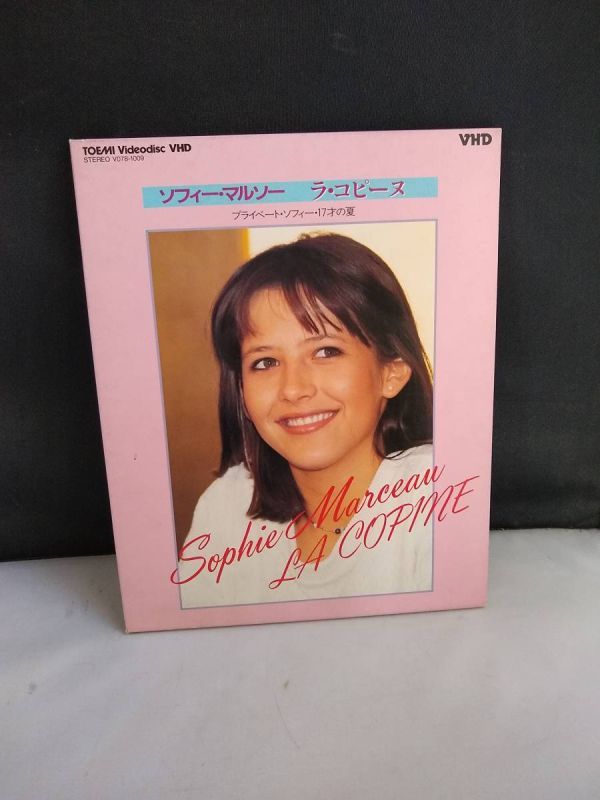 TOEMI Videodisc VHD
STEREO V078-1009
VHD
ソフィー・マルソー ラ・コピーヌ
プライベート・ソフィー・17才の夏
Sophie Marceau
LA COPINE